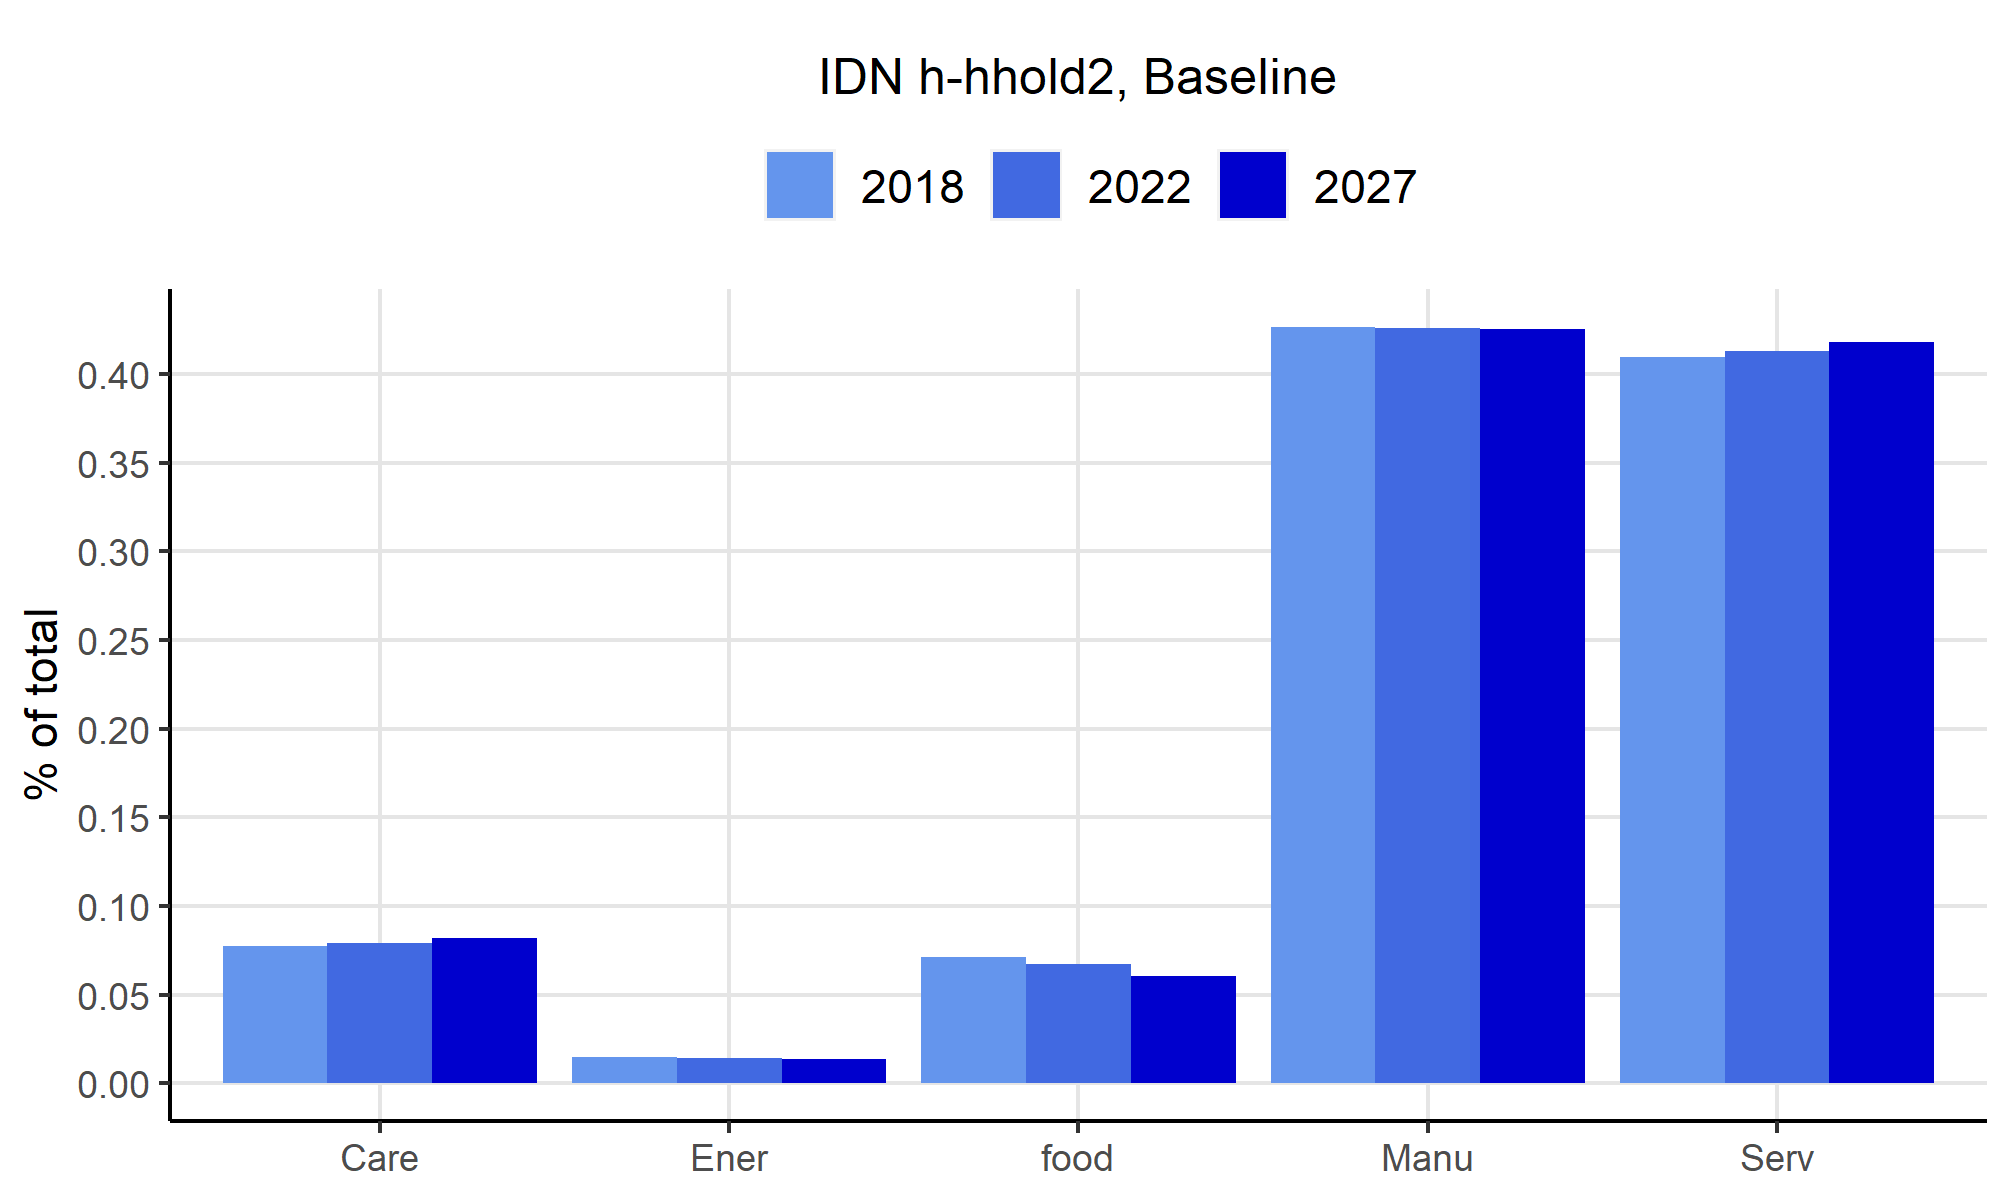 IDN h-hhold2, Baseline
2018 2022 2027
% of total
0.40
0.35
0.30
0.25
0.20
0.15
0.10
0.05
0.00
Care Ener food Manu Serv